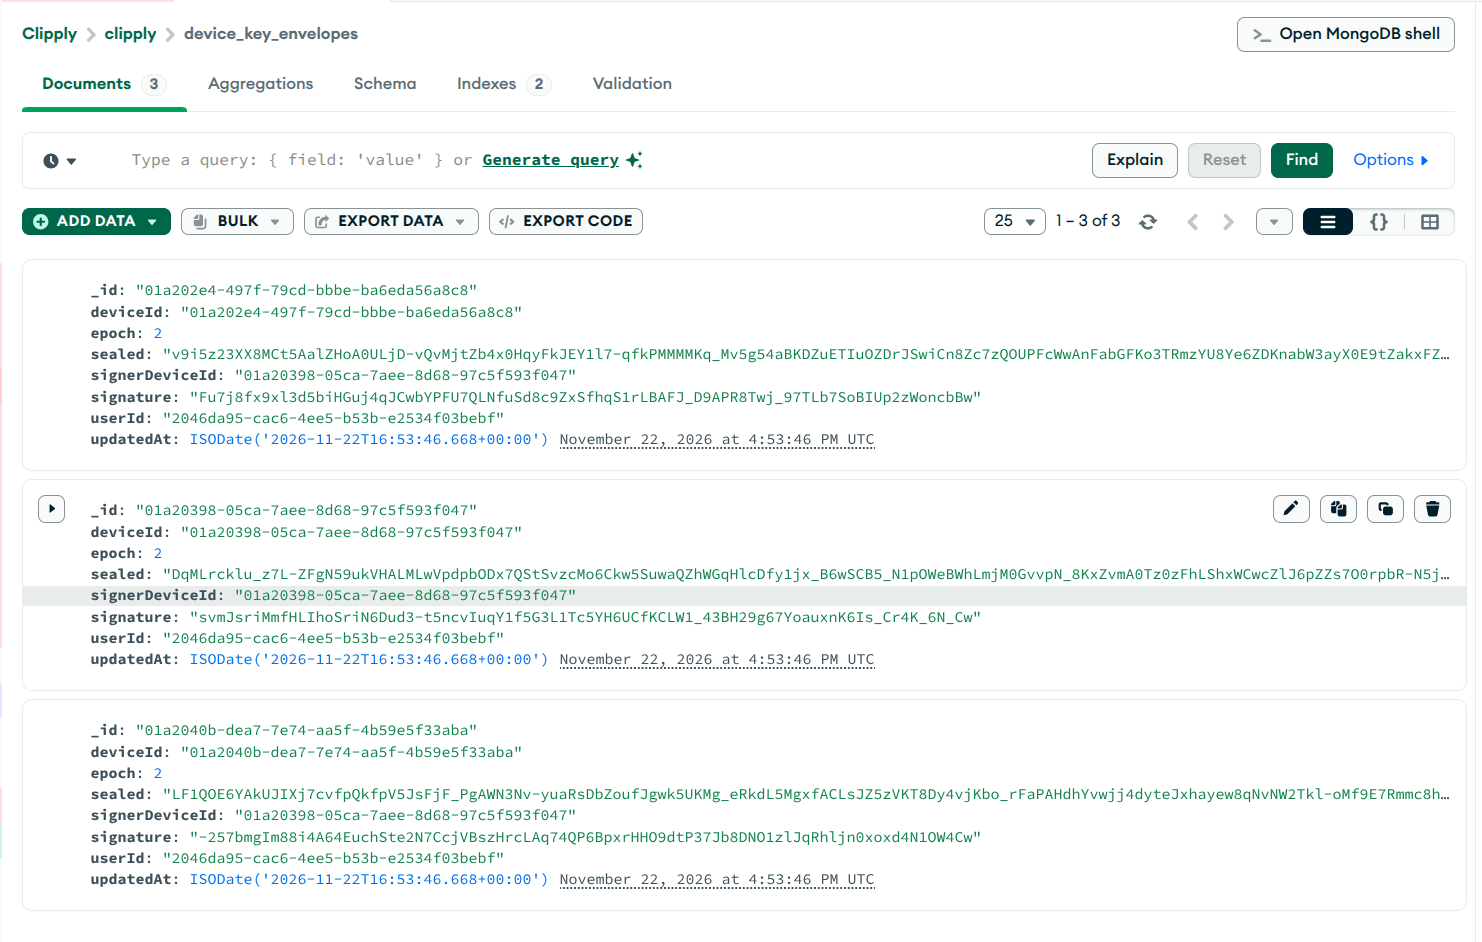 Clipply > clipply > device_key_envelopes
>_ Open MongoDB shell
Documents 3 Aggregations Schema Indexes 2 Validation
Type a query: { field: 'value' } or Generate query
Explain Reset Find Options
ADD DATA BULK EXPORT DATA </> EXPORT CODE
25 1 – 3 of 3 {}
_id: "01a202e4-497f-79cd-bbbe-ba6eda56a8c8"
deviceId: "01a202e4-497f-79cd-bbbe-ba6eda56a8c8"
epoch: 2
sealed: "v9i5z23XX8MCt5AalZHoA0ULjD-vQvMjtZb4x0HqyFkJEY1l7-qfkPMMMMKq_Mv5g54aBKDZuETIuOZDrJSwiCn8Zc7zQOUPFcWwAnFabGFKo3TRmzYU8Ye6ZDKnabW3ayX0E9tZakxFZ…
signerDeviceId: "01a20398-05ca-7aee-8d68-97c5f593f047"
signature: "Fu7j8fx9xl3d5biHGuj4qJCwbYPFU7QLNfuSd8c9ZxSfhqS1rLBAFJ_D9APR8Twj_97TLb7SoBIUp2zWoncbBw"
userId: "2046da95-cac6-4ee5-b53b-e2534f03bebf"
updatedAt: ISODate('2026-11-22T16:53:46.668+00:00') November 22, 2026 at 4:53:46 PM UTC
_id: "01a20398-05ca-7aee-8d68-97c5f593f047"
deviceId: "01a20398-05ca-7aee-8d68-97c5f593f047"
epoch: 2
sealed: "DqMLrcklu_z7L-ZFgN59ukVHALMLwVpdpbODx7QStSvzcMo6Ckw5SuwaQZhWGqHlcDfy1jx_B6wSCB5_N1pOWeBWhLmjM0GvvpN_8KxZvmA0Tz0zFhLShxWCwcZlJ6pZZs7O0rpbR-N5j…
signerDeviceId: "01a20398-05ca-7aee-8d68-97c5f593f047"
signature: "svmJsriMmfHLIhoSriN6Dud3-t5ncvIuqY1f5G3L1Tc5YH6UCfKCLW1_43BH29g67YoauxnK6Is_Cr4K_6N_Cw"
userId: "2046da95-cac6-4ee5-b53b-e2534f03bebf"
updatedAt: ISODate('2026-11-22T16:53:46.668+00:00') November 22, 2026 at 4:53:46 PM UTC
_id: "01a2040b-dea7-7e74-aa5f-4b59e5f33aba"
deviceId: "01a2040b-dea7-7e74-aa5f-4b59e5f33aba"
epoch: 2
sealed: "LF1QOE6YAkUJIXj7cvfpQkfpV5JsFjF_PgAWN3Nv-yuaRsDbZoufJgwk5UKMg_eRkdL5MgxfACLsJZ5zVKT8Dy4vjKbo_rFaPAHdhYvwjj4dyteJxhayew8qNvNW2Tkl-oMf9E7Rmmc8h…
signerDeviceId: "01a20398-05ca-7aee-8d68-97c5f593f047"
signature: "-257bmgIm88i4A64EuchSte2N7CcjVBszHrcLAq74QP6BpxrHHO9dtP37Jb8DNO1zlJqRhljn0xoxd4N1OW4Cw"
userId: "2046da95-cac6-4ee5-b53b-e2534f03bebf"
updatedAt: ISODate('2026-11-22T16:53:46.668+00:00') November 22, 2026 at 4:53:46 PM UTC